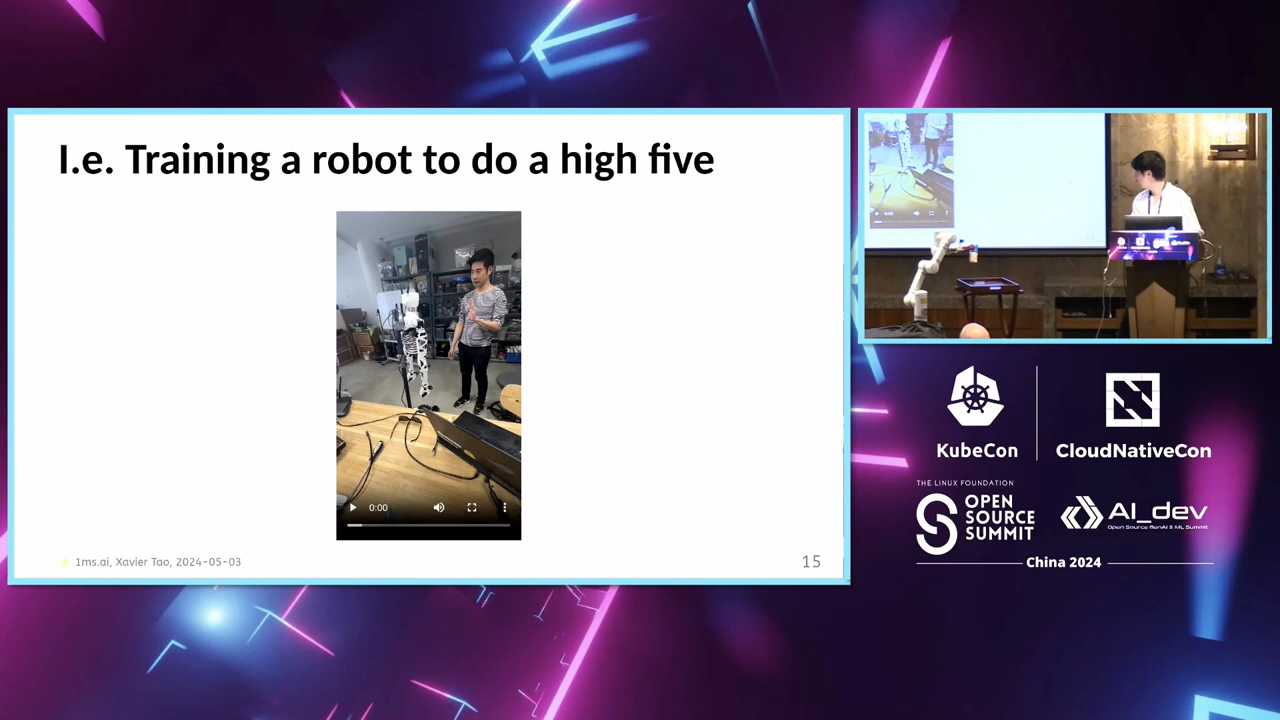 I.e. Training a robot to do a high five
0:00
⚡ 1ms.ai, Xavier Tao, 2024-05-03
15
KubeCon
CloudNativeCon
THE LINUX FOUNDATION
OPEN
SOURCE
SUMMIT
AI_dev
Open Source GenAI & ML Summit
China 2024